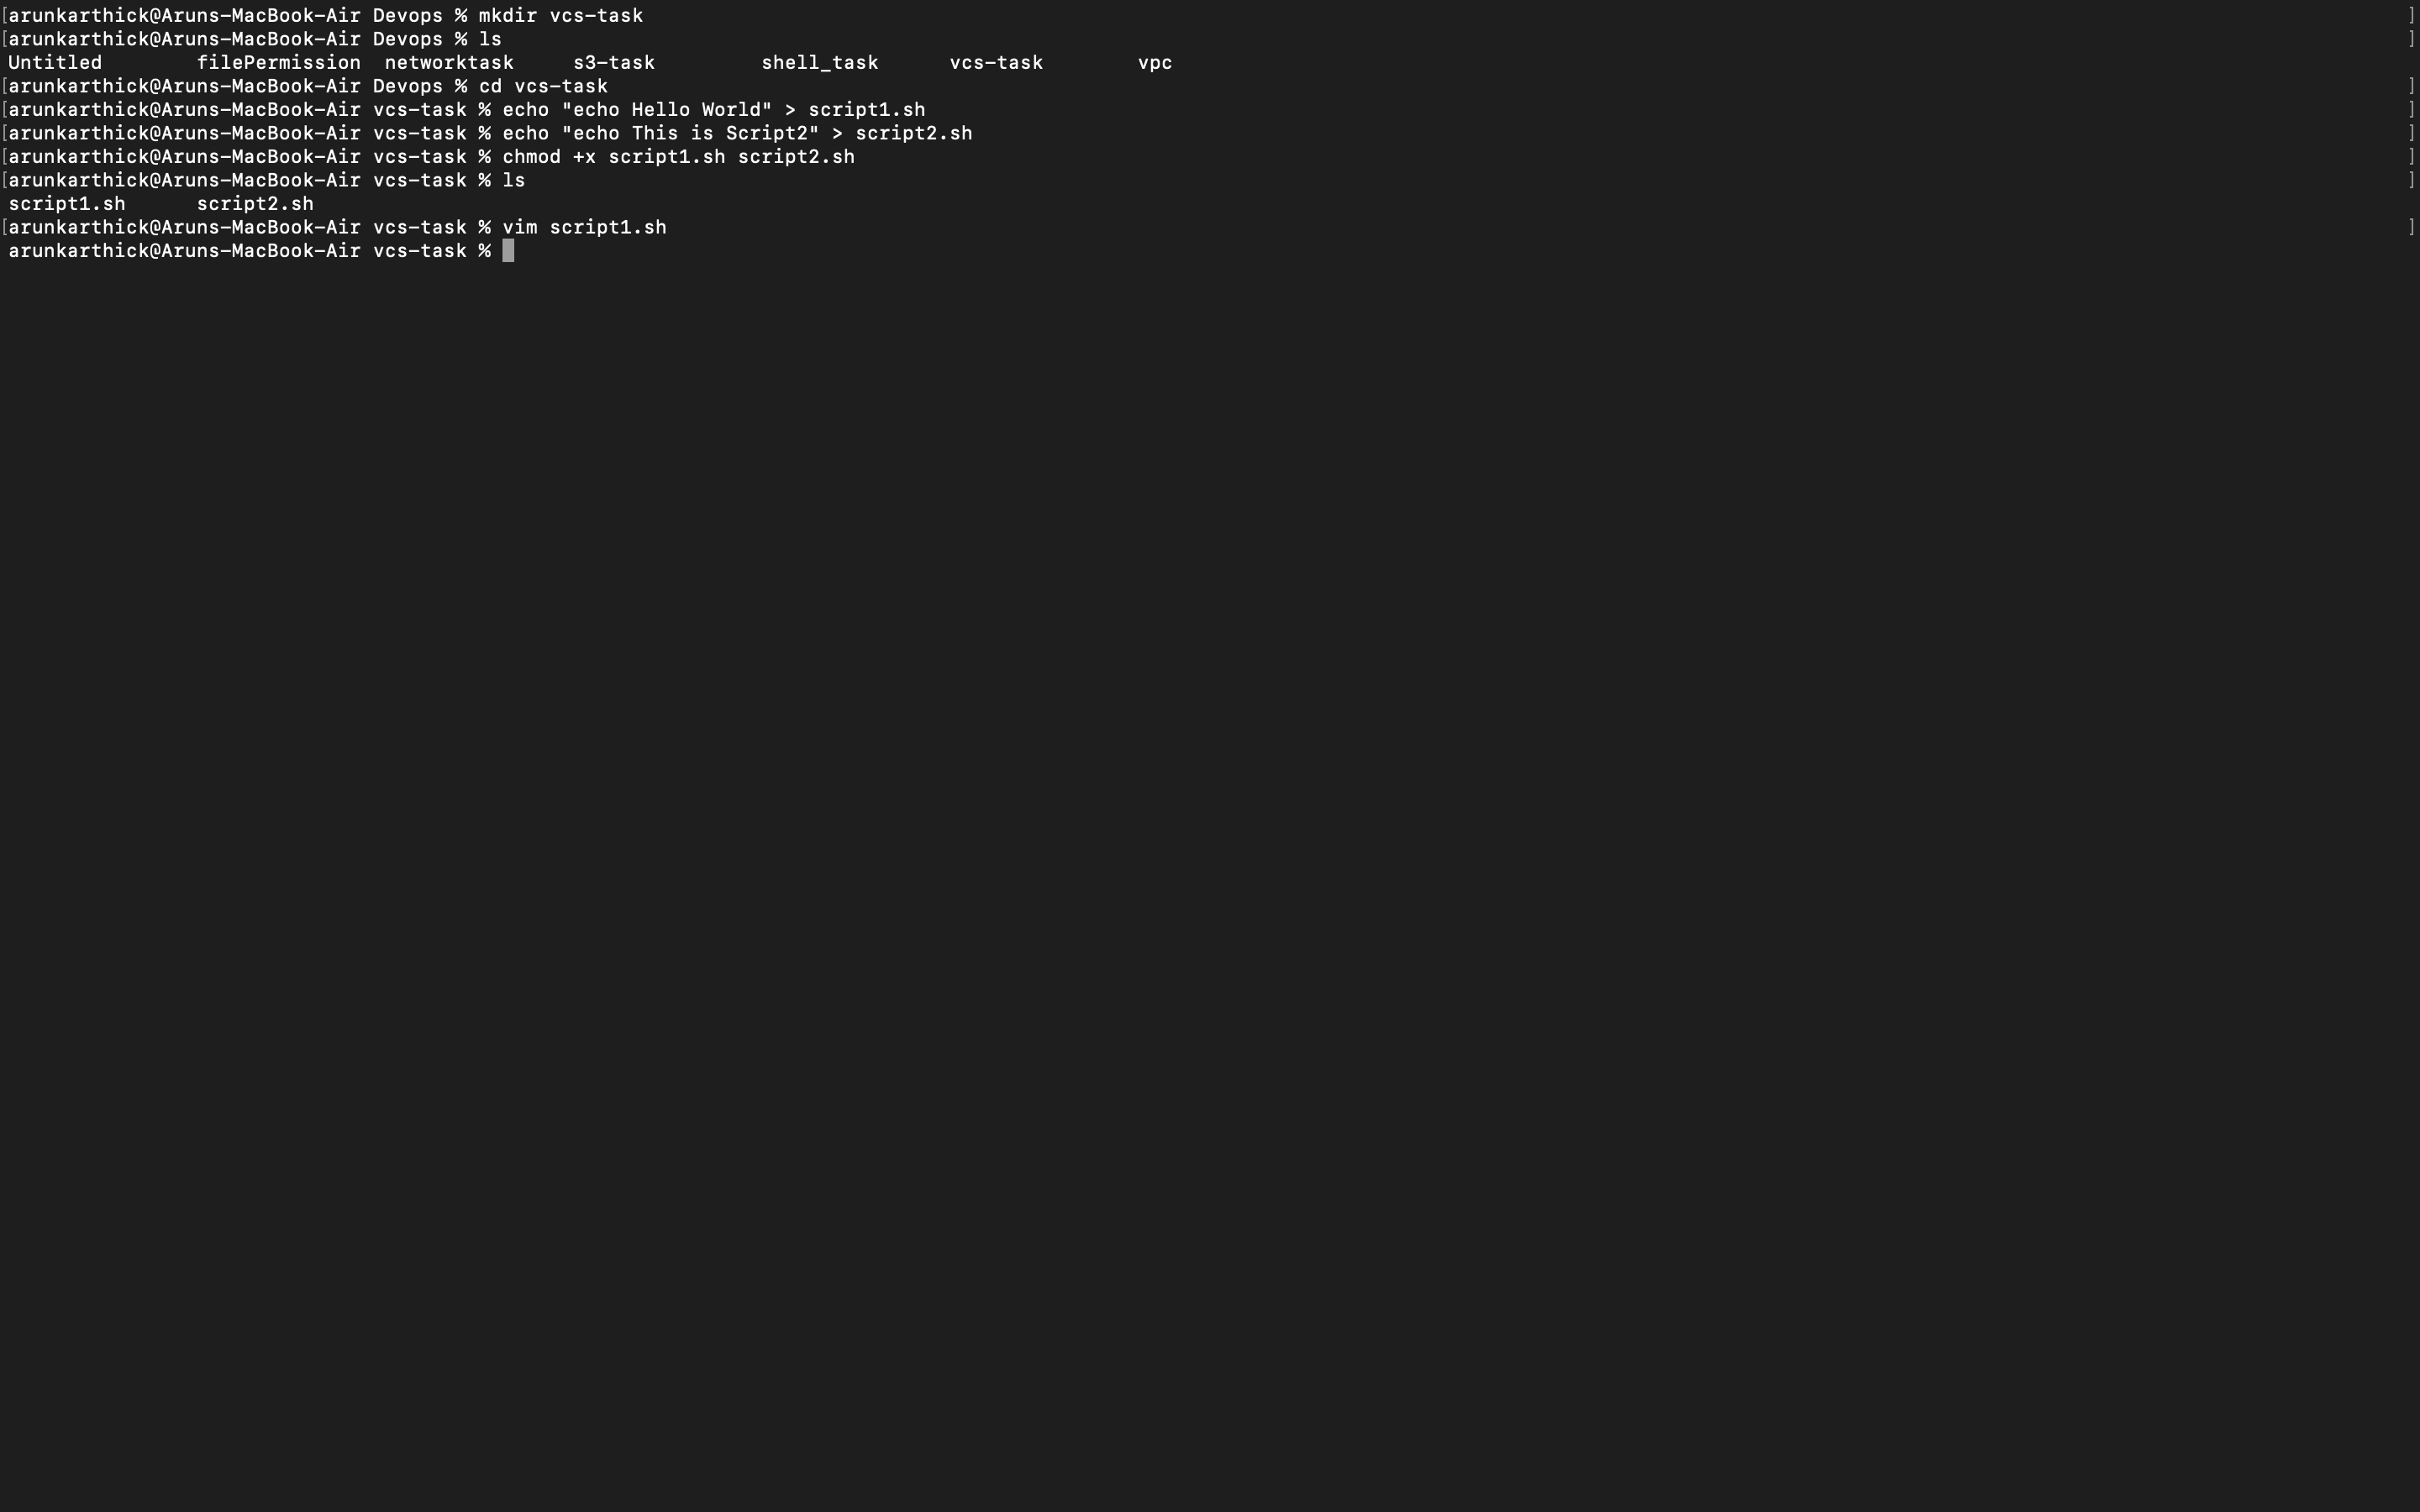 [arunkarthick@Aruns-MacBook-Air Devops % mkdir vcs-task ]
[arunkarthick@Aruns-MacBook-Air Devops % ls ]
Untitled filePermission networktask s3-task shell_task vcs-task vpc
[arunkarthick@Aruns-MacBook-Air Devops % cd vcs-task ]
[arunkarthick@Aruns-MacBook-Air vcs-task % echo "echo Hello World" > script1.sh ]
[arunkarthick@Aruns-MacBook-Air vcs-task % echo "echo This is Script2" > script2.sh ]
[arunkarthick@Aruns-MacBook-Air vcs-task % chmod +x script1.sh script2.sh ]
[arunkarthick@Aruns-MacBook-Air vcs-task % ls ]
script1.sh script2.sh
[arunkarthick@Aruns-MacBook-Air vcs-task % vim script1.sh ]
arunkarthick@Aruns-MacBook-Air vcs-task %